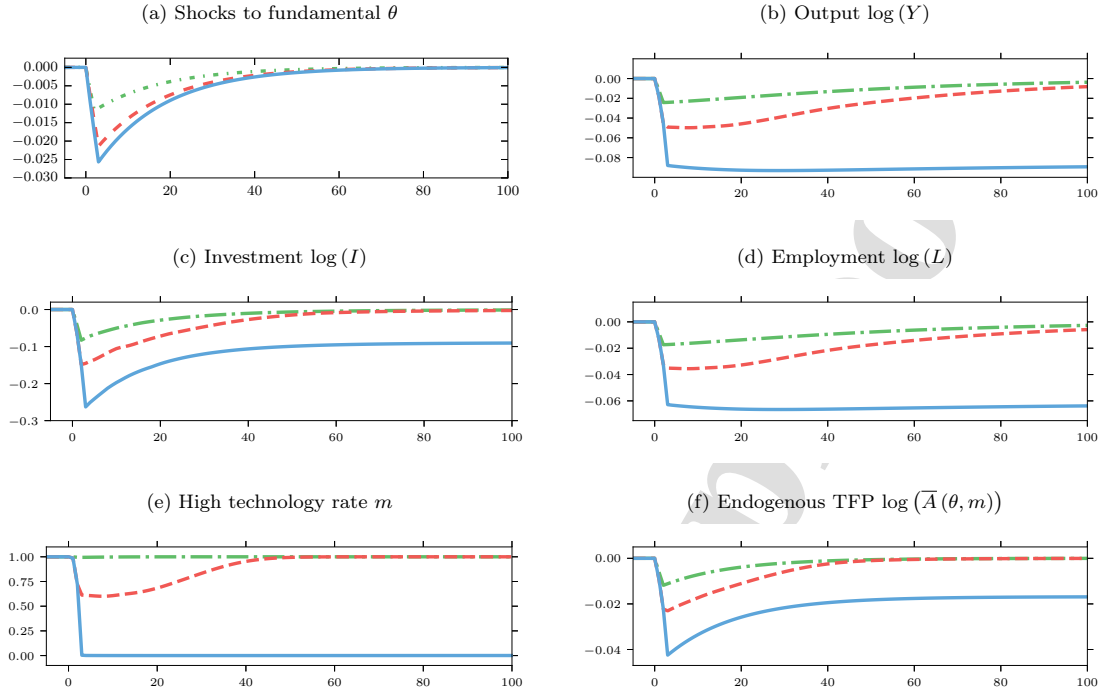 (a) Shocks to fundamental θ
0.000
−0.005
−0.010
−0.015
−0.020
−0.025
−0.030
0 20 40 60 80 100
(b) Output log (Y)
0.00
−0.02
−0.04
−0.06
−0.08
0 20 40 60 80 100
(c) Investment log (I)
0.0
−0.1
−0.2
−0.3
0 20 40 60 80 100
(d) Employment log (L)
0.00
−0.02
−0.04
−0.06
0 20 40 60 80 100
(e) High technology rate m
1.00
0.75
0.50
0.25
0.00
0 20 40 60 80 100
(f) Endogenous TFP log (A̅ (θ, m))
0.00
−0.02
−0.04
0 20 40 60 80 100